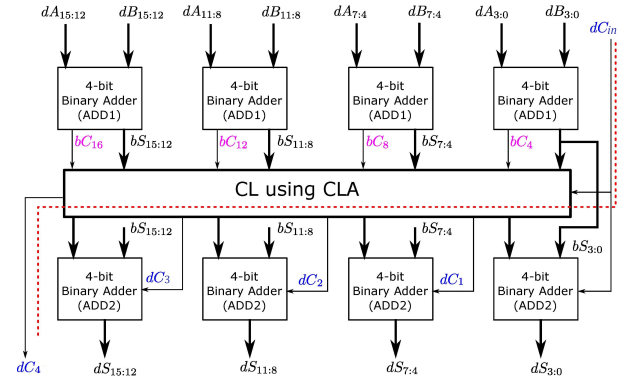 dA15:12 dB15:12 dA11:8 dB11:8 dA7:4 dB7:4 dA3:0 dB3:0
dCin
4-bit Binary Adder (ADD1)
4-bit Binary Adder (ADD1)
4-bit Binary Adder (ADD1)
4-bit Binary Adder (ADD1)
bC16 bS15:12 bC12 bS11:8 bC8 bS7:4 bC4
CL using CLA
bS15:12 bS11:8 bS7:4 bS3:0
4-bit Binary Adder (ADD2)
dC3
4-bit Binary Adder (ADD2)
dC2
4-bit Binary Adder (ADD2)
dC1
4-bit Binary Adder (ADD2)
dC4 dS15:12 dS11:8 dS7:4 dS3:0